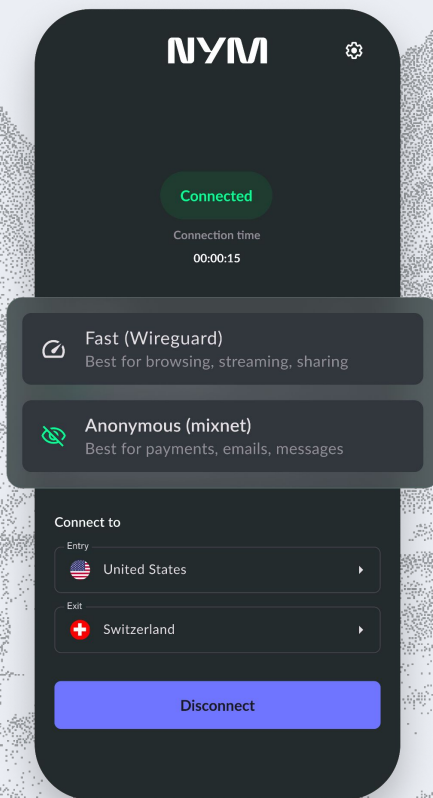 NYM
Connected
Connection time
00:00:15
Fast (Wireguard)
Best for browsing, streaming, sharing
Anonymous (mixnet)
Best for payments, emails, messages
Connect to
Entry
United States
Exit
Switzerland
Disconnect